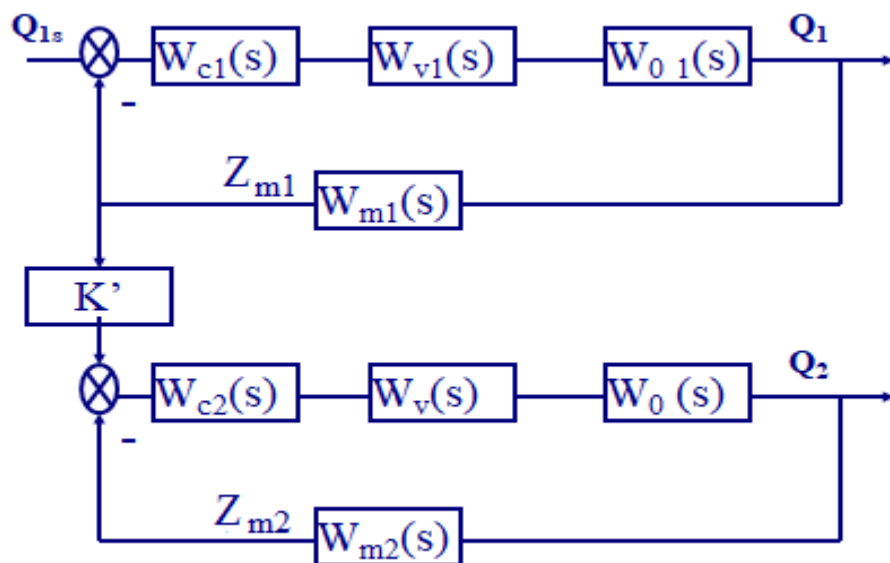 Q1s Wc1(s) Wv1(s) W0 1(s) Q1
-
Zm1 Wm1(s)
K’
Wc2(s) Wv(s) W0 (s) Q2
-
Zm2 Wm2(s)